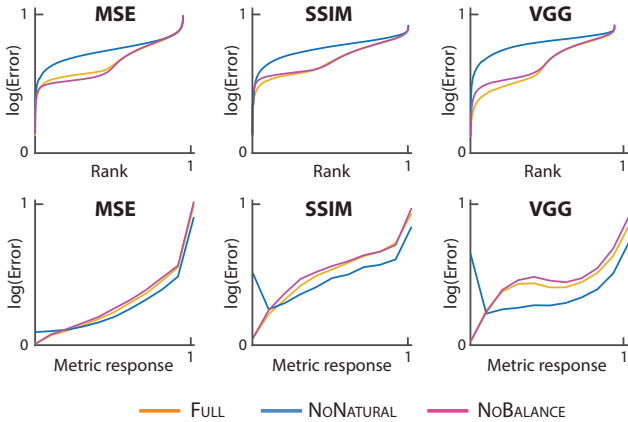 MSE SSIM VGG
1 1 1
log(Error) log(Error) log(Error)
0 0 0
Rank 1 Rank 1 Rank 1
MSE SSIM VGG
1 1 1
log(Error) log(Error) log(Error)
0 0 0
Metric response 1 Metric response 1 Metric response 1
FULL NONATURAL NOBALANCE